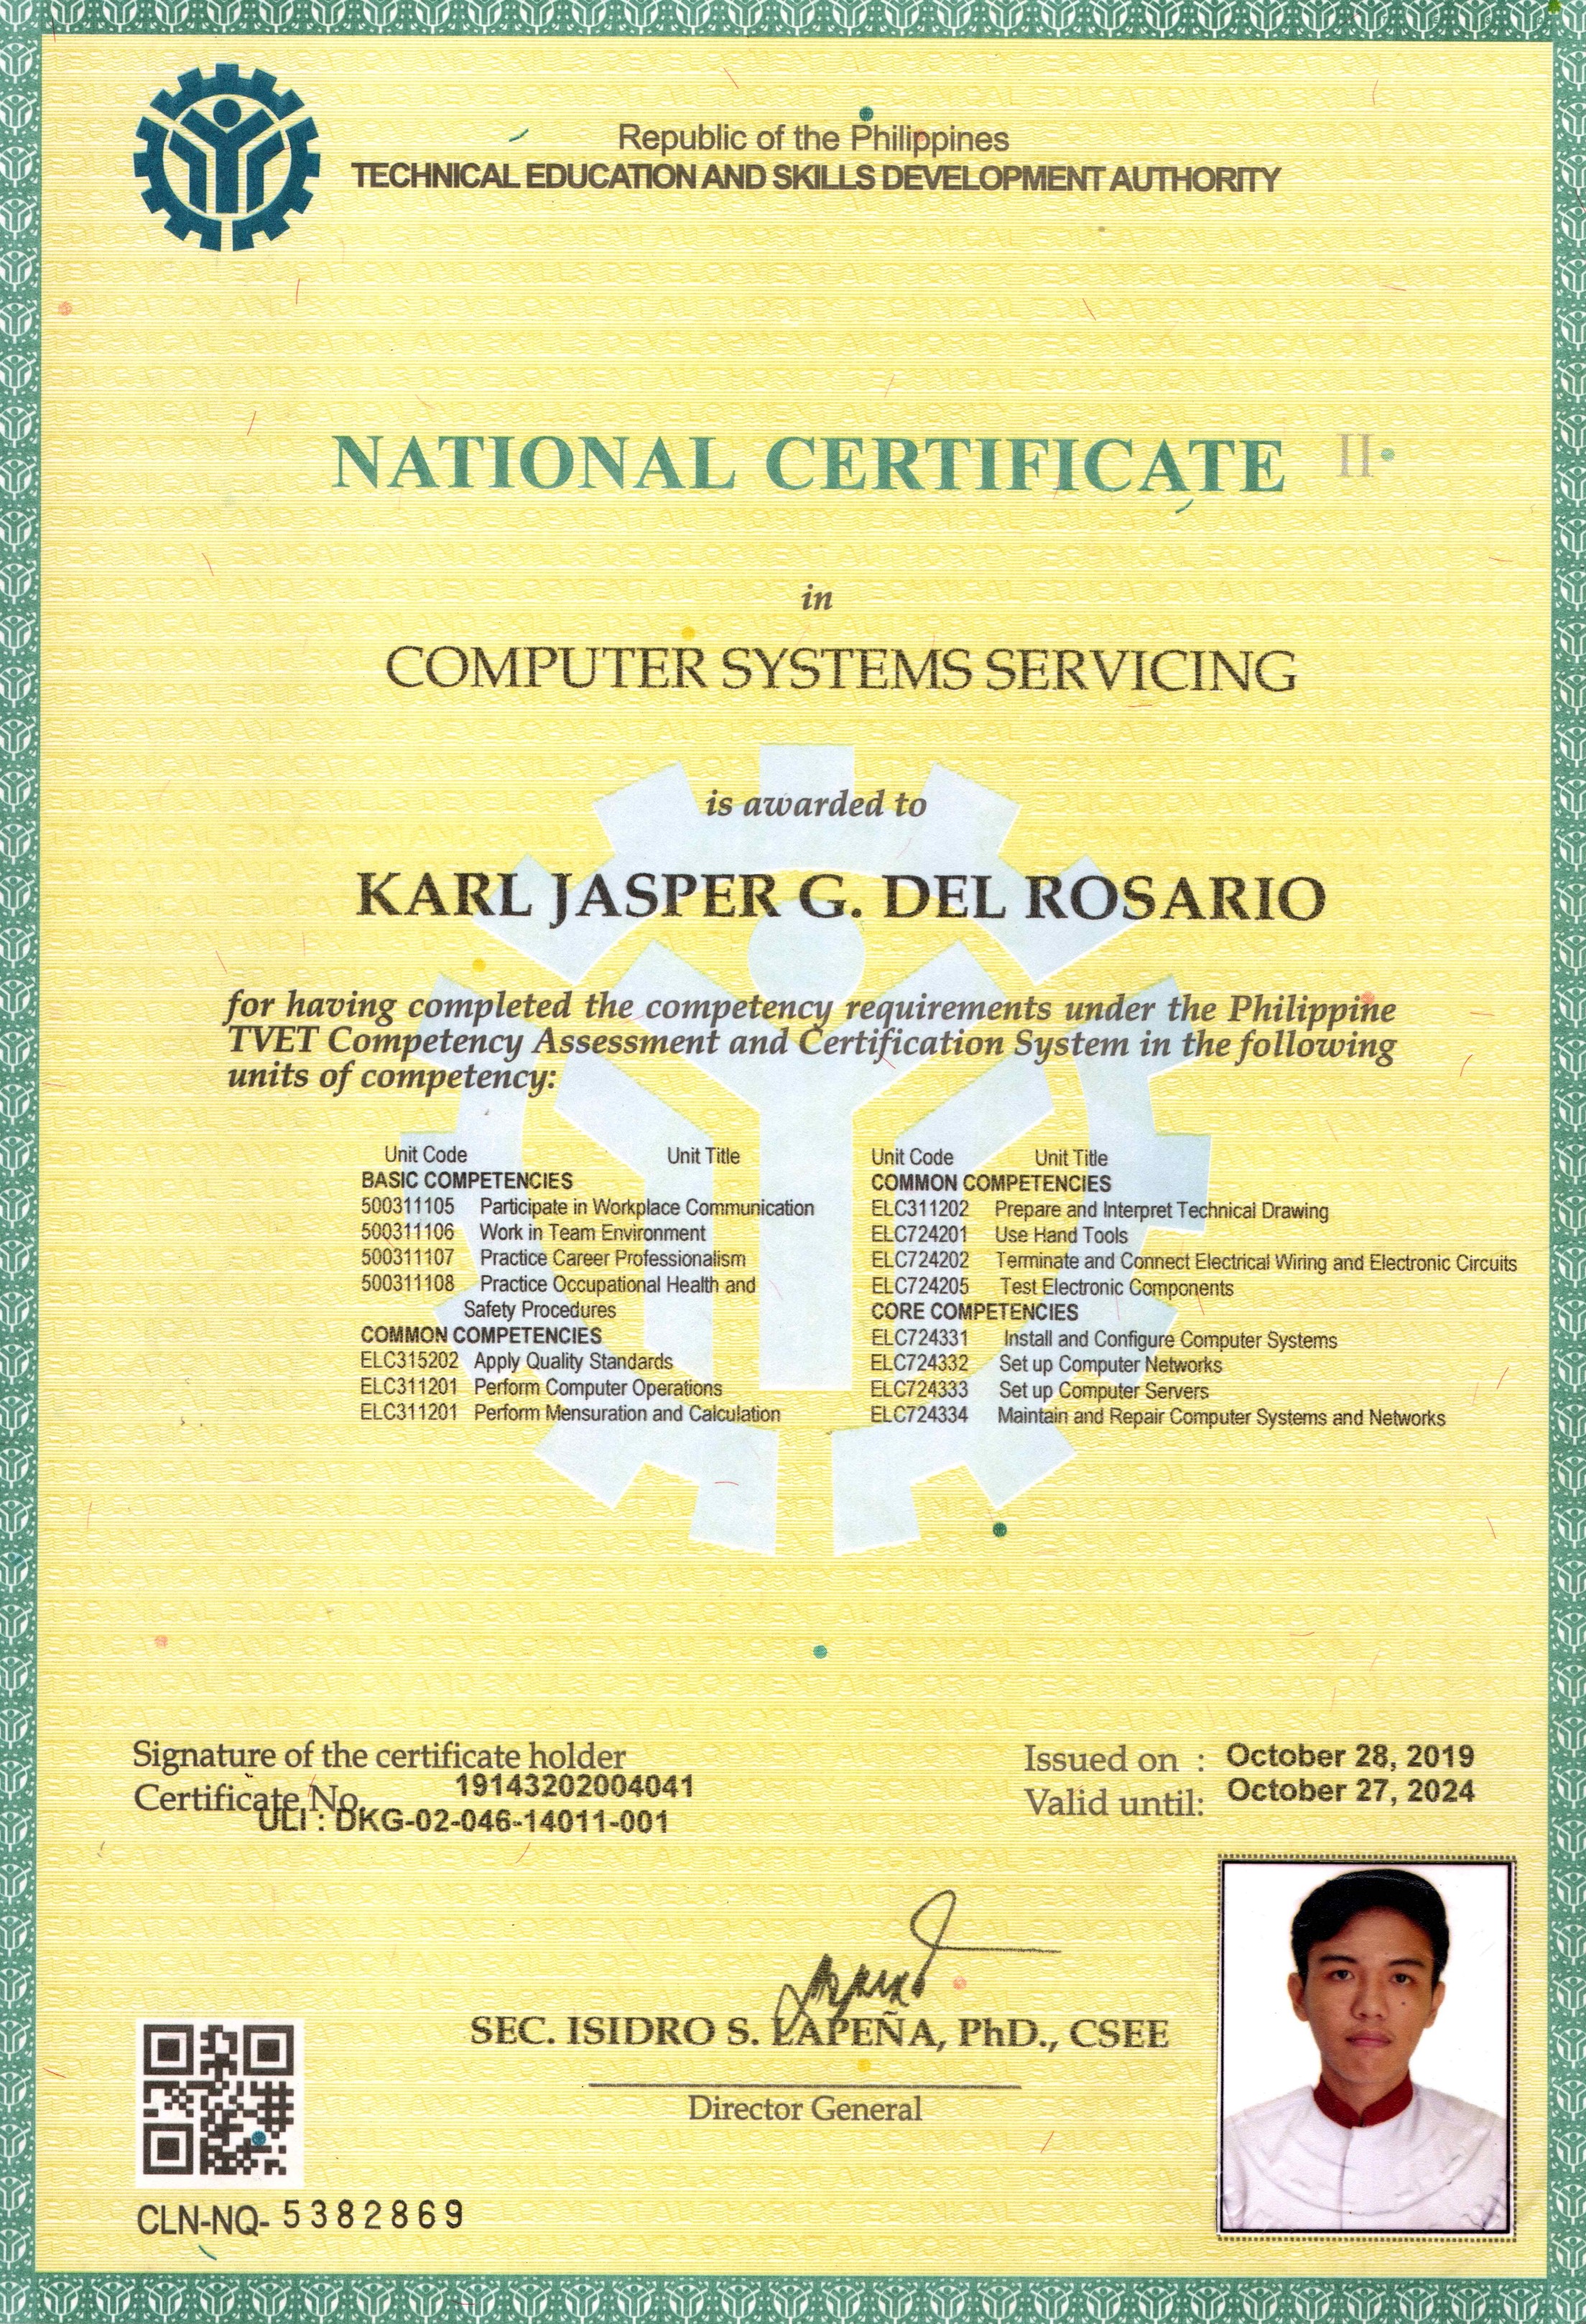 Republic of the Philippines
TECHNICAL EDUCATION AND SKILLS DEVELOPMENT AUTHORITY
NATIONAL CERTIFICATE II
in
COMPUTER SYSTEMS SERVICING
is awarded to
KARL JASPER G. DEL ROSARIO
for having completed the competency requirements under the Philippine
TVET Competency Assessment and Certification System in the following
units of competency:
Unit Code Unit Title
BASIC COMPETENCIES
500311105 Participate in Workplace Communication
500311106 Work in Team Environment
500311107 Practice Career Professionalism
500311108 Practice Occupational Health and
Safety Procedures
COMMON COMPETENCIES
ELC315202 Apply Quality Standards
ELC311201 Perform Computer Operations
ELC311201 Perform Mensuration and Calculation
Unit Code Unit Title
COMMON COMPETENCIES
ELC311202 Prepare and Interpret Technical Drawing
ELC724201 Use Hand Tools
ELC724202 Terminate and Connect Electrical Wiring and Electronic Circuits
ELC724205 Test Electronic Components
CORE COMPETENCIES
ELC724331 Install and Configure Computer Systems
ELC724332 Set up Computer Networks
ELC724333 Set up Computer Servers
ELC724334 Maintain and Repair Computer Systems and Networks
Signature of the certificate holder
Certificate No. 19143202004041
ULI : DKG-02-046-14011-001
Issued on : October 28, 2019
Valid until: October 27, 2024
SEC. ISIDRO S. LAPEÑA, PhD., CSEE
Director General
CLN-NQ- 5382869